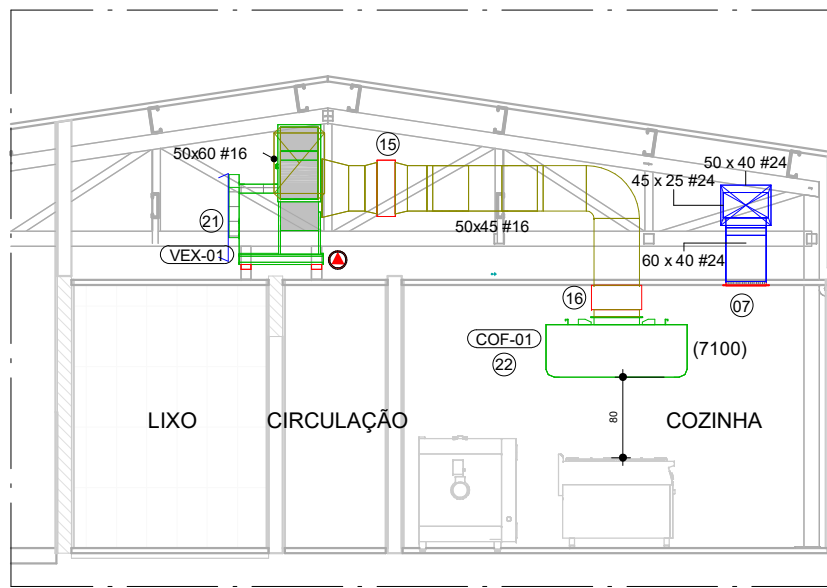 15
50x60 #16
50 x 40 #24
45 x 25 #24
21
50x45 #16
VEX-01
60 x 40 #24
16
07
COF-01
(7100)
22
80
LIXO
CIRCULAÇÃO
COZINHA